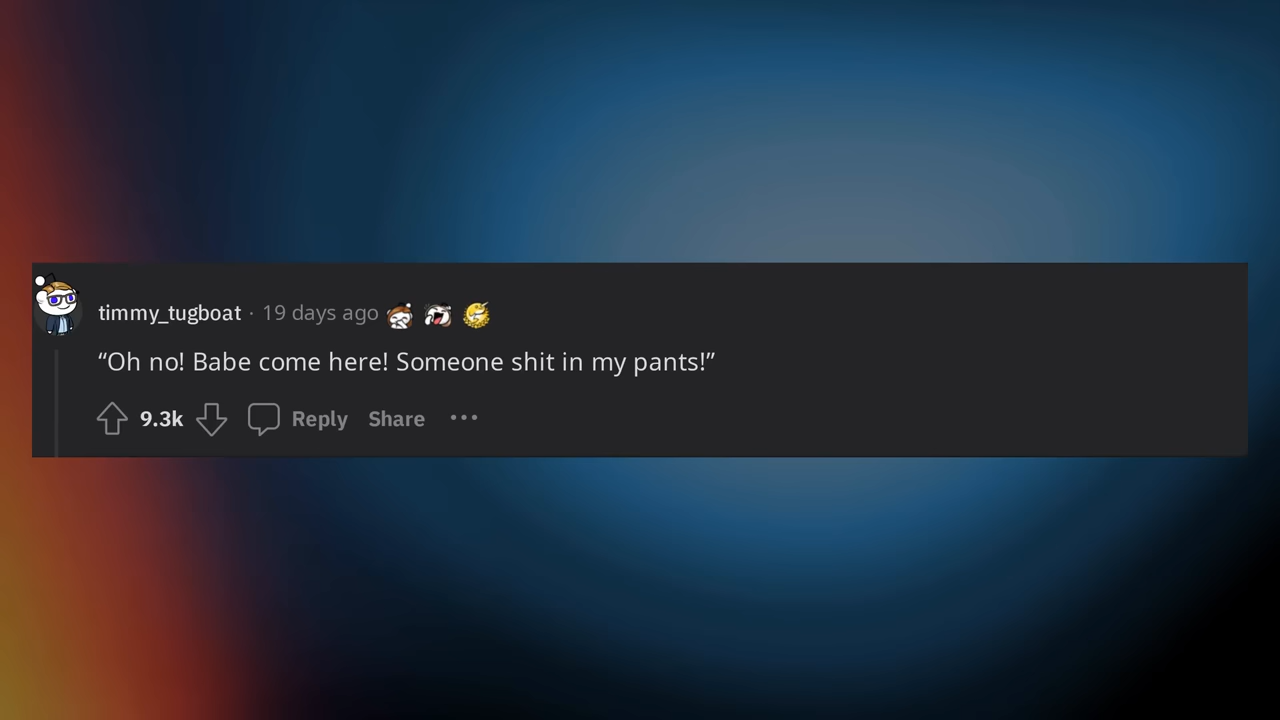 timmy_tugboat · 19 days ago
“Oh no! Babe come here! Someone shit in my pants!”
9.3k Reply Share •••